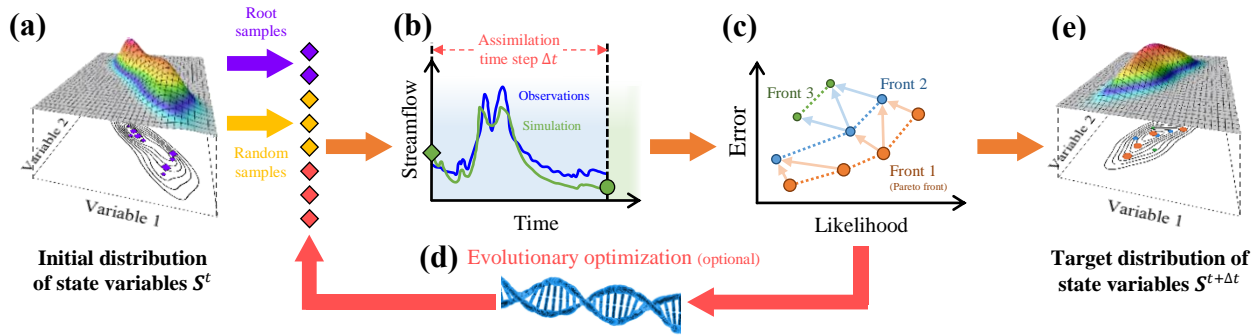 (a)
Variable 2
Variable 1
Initial distribution
of state variables S^t
Root
samples
Random
samples
(b)
Assimilation
time step Δt
Observations
Simulation
Streamflow
Time
(c)
Front 3
Front 2
Front 1
(Pareto front)
Error
Likelihood
(d)
Evolutionary optimization (optional)
(e)
Variable 2
Variable 1
Target distribution of
state variables S^{t+Δt}